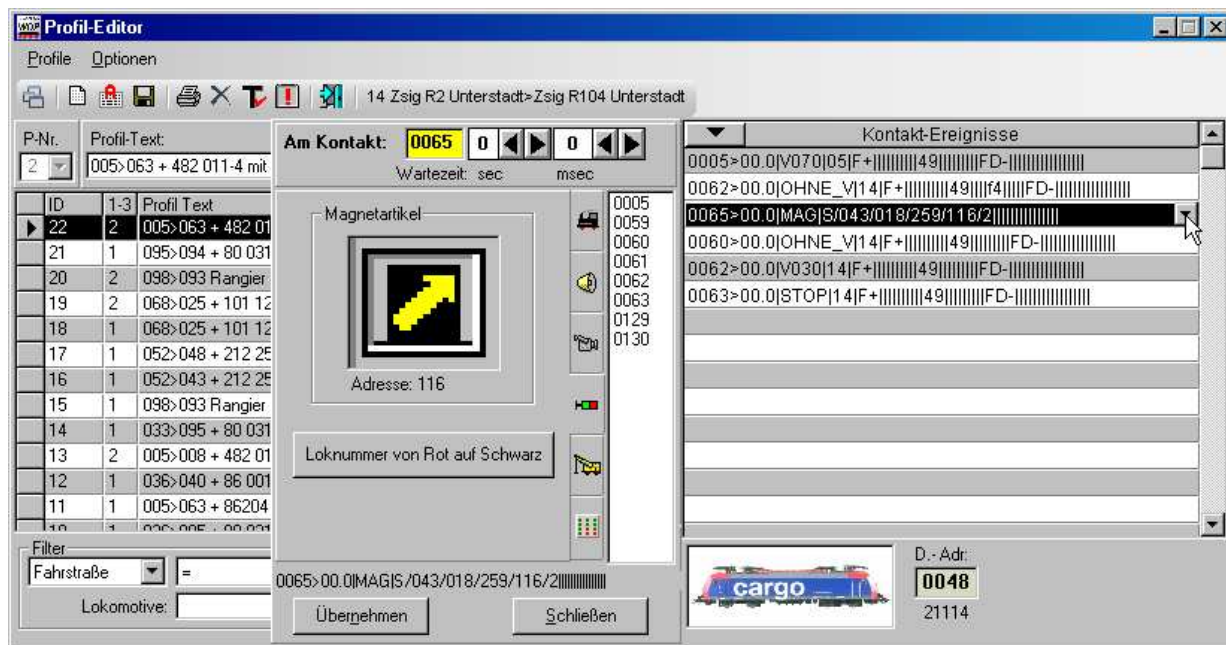 WDP Profil-Editor
Profile Optionen
14 Zsig R2 Unterstadt>Zsig R104 Unterstadt
P-Nr. Profil-Text:
2 005>063 + 482 011-4 mit
ID 1-3 Profil Text
22 2 005>063 + 482 01
21 1 095>094 + 80 031
20 2 098>093 Rangier
19 2 068>025 + 101 12
18 1 068>025 + 101 12
17 1 052>048 + 212 25
16 1 052>043 + 212 25
15 1 098>093 Rangier
14 1 033>095 + 80 031
13 2 005>008 + 482 01
12 1 036>040 + 86 001
11 1 005>063 + 86204
Filter
Fahrstraße =
Lokomotive:
Am Kontakt: 0065 0 0
Wartezeit: sec msec
Magnetartikel
Adresse: 116
Loknummer von Rot auf Schwarz
0005
0059
0060
0061
0062
0063
0129
0130
0065>00.0|MAG|S/043/018/259/116/2||||||||||||||
Übernehmen Schließen
Kontakt-Ereignisse
0005>00.0|V070|05|F+||||||||||49|||||||||FD-||||||||||||||||
0062>00.0|OHNE_V|14|F+||||||||||49||||f4|||||FD-||||||||||||||||
0065>00.0|MAG|S/043/018/259/116/2||||||||||||||
0060>00.0|OHNE_V|14|F+||||||||||49|||||||||FD-||||||||||||||||
0062>00.0|V030|14|F+||||||||||49|||||||||FD-||||||||||||||||
0063>00.0|STOP|14|F+||||||||||49|||||||||FD-||||||||||||||||
cargo
D.- Adr:
0048
21114